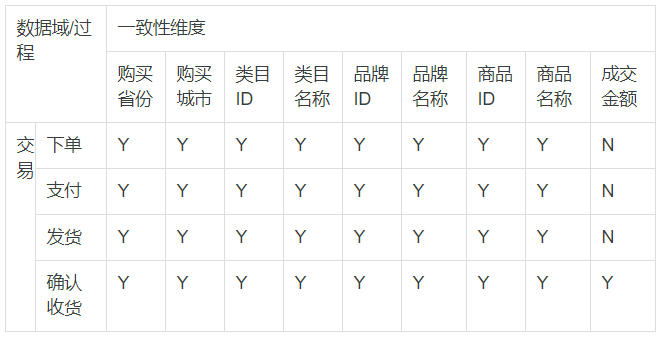 数据域/过程 一致性维度
购买省份 购买城市 类目ID 类目名称 品牌ID 品牌名称 商品ID 商品名称 成交金额
交易 下单 Y Y Y Y Y Y Y Y N
支付 Y Y Y Y Y Y Y Y N
发货 Y Y Y Y Y Y Y Y N
确认收货 Y Y Y Y Y Y Y Y Y